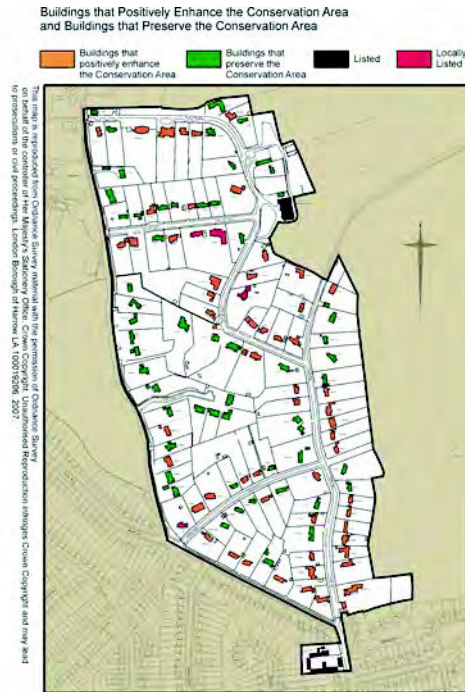 Buildings that Positively Enhance the Conservation Area
and Buildings that Preserve the Conservation Area
Buildings that
positively enhance
the Conservation Area
Buildings that
preserve the
Conservation Area
Listed
Locally
Listed
This map is reproduced from Ordnance Survey material with the permission of Ordnance Survey
on behalf of the controller of Her Majesty's Stationery Office. Crown Copyright. Unauthorised Reproduction infringes Crown Copyright and may lead
to prosecutions or civil proceedings. London Borough of Harrow LA 100019206. 2007.